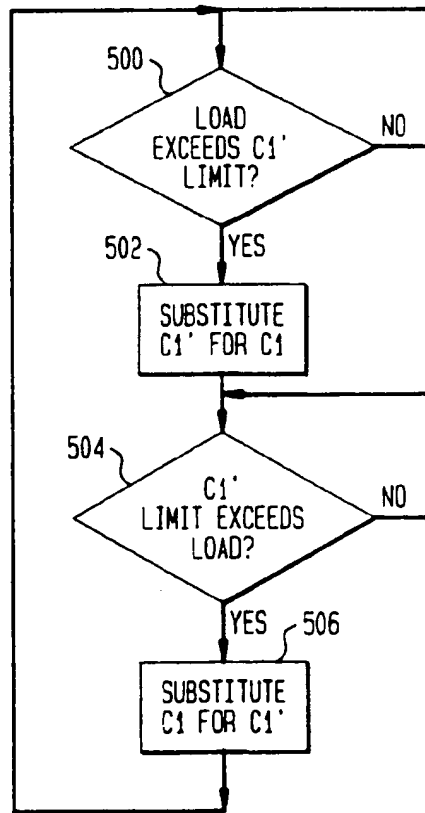 500
LOAD
EXCEEDS C1'
LIMIT?
NO
YES
502
SUBSTITUTE
C1' FOR C1
504
C1'
LIMIT EXCEEDS
LOAD?
NO
YES
506
SUBSTITUTE
C1 FOR C1'